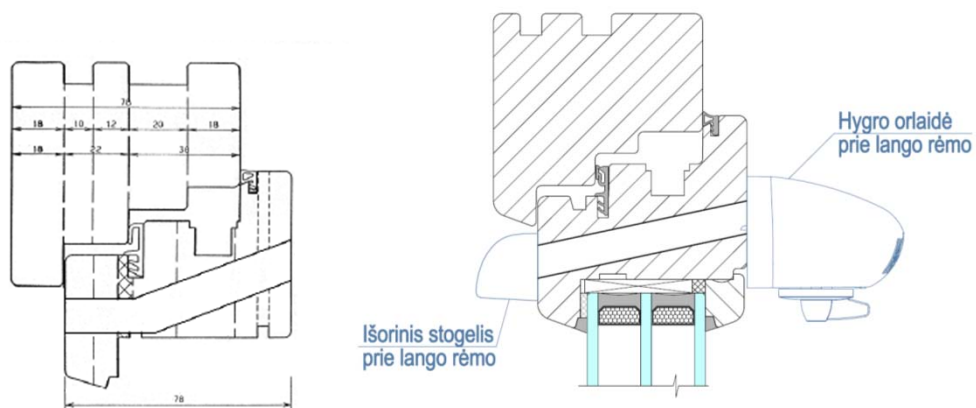 78
18 10 12 20 18
18 22 38
78
Hygro orlaidė
prie lango rėmo
Išorinis stogelis
prie lango rėmo